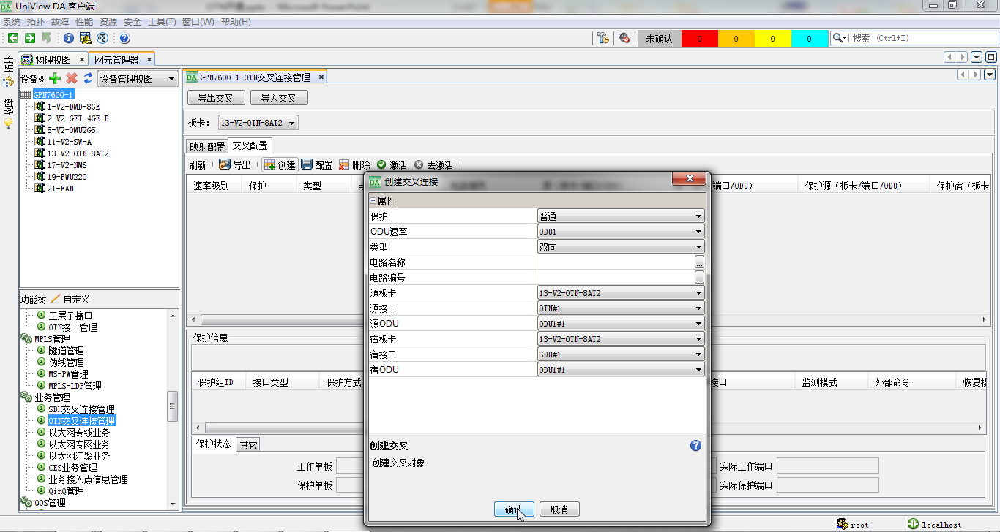 UniView DA 客户端
系统 拓扑 故障 性能 资源 安全 工具(T) 窗口(W) 帮助(H)
未确认 0 0 0 0 搜索 (Ctrl+I)
拓扑
故障
物理视图 × 网元管理器 ×
设备树 设备管理视图
GPN7600-1
1-V2-DMD-8GE
2-V2-GFT-4GE-B
5-V2-OMU2G5
11-V2-SW-A
13-V2-OTN-8AT2
17-V2-NMS
19-PWU220
21-FAN
功能树 自定义
三层子接口
OTN接口管理
MPLS管理
隧道管理
伪线管理
MS-PW管理
MPLS-LDP管理
业务管理
SDH交叉连接管理
OTN交叉连接管理
以太网专线业务
以太网专网业务
以太网汇聚业务
CES业务管理
业务接入点信息管理
QinQ管理
QOS管理
GPN7600-1-OTN交叉连接管理 ×
导出交叉 导入交叉
板卡： 13-V2-OTN-8AT2
映射配置 交叉配置
刷新 导出 创建 配置 删除 激活 去激活
速率级别 保护 类型 端口/ODU) 保护源（板卡/端口/ODU) 保护宿（板卡
保护信息
保护组ID 接口类型 保护方式 接口 监测模式 外部命令 恢复模
保护状态 其它
工作单板 实际工作端口
保护单板 实际保护端口
创建交叉连接
属性
保护 普通
ODU速率 ODU1
类型 双向
电路名称 ...
电路编号 ...
源板卡 13-V2-OTN-8AT2
源接口 OTN#1
源ODU ODU1#1
宿板卡 13-V2-OTN-8AT2
宿接口 SDH#1
宿ODU ODU1#1
创建交叉
创建交叉对象
确认 取消
root localhost